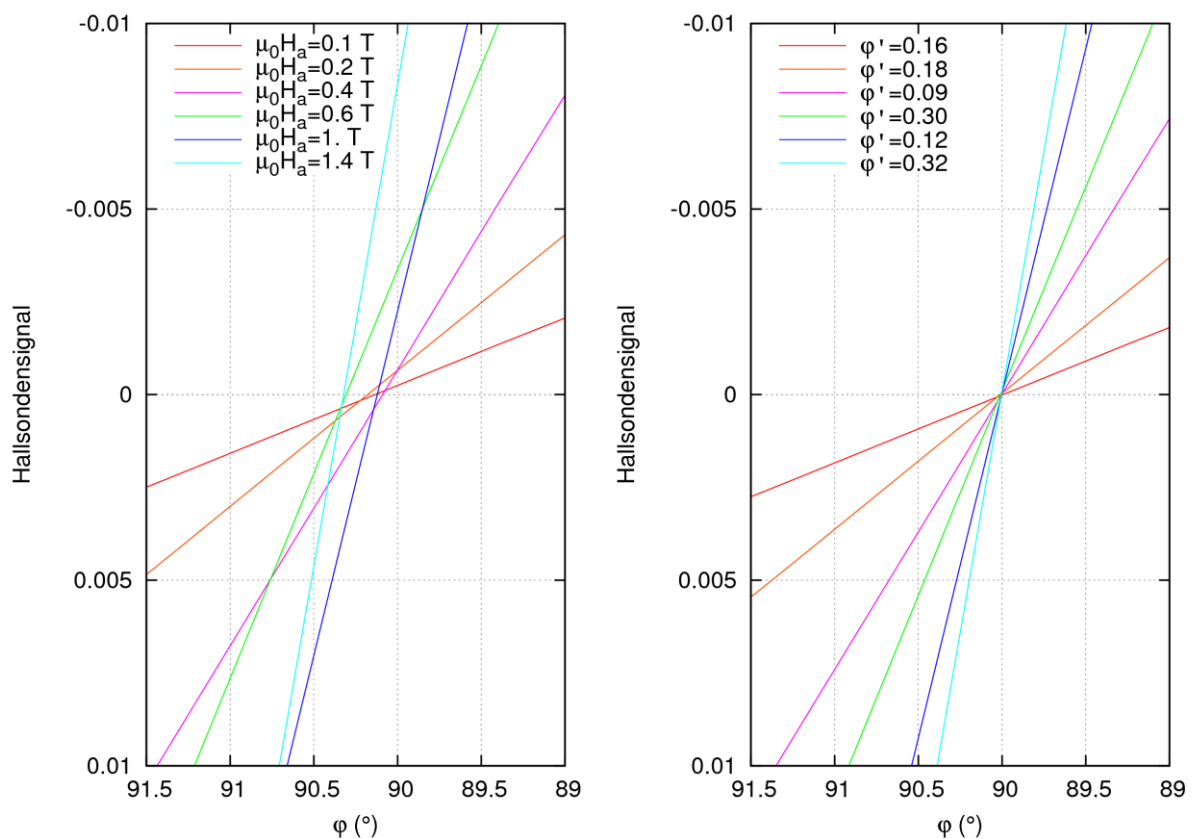 -0.01
-0.005
0
0.005
0.01
Hallsondensignal
μ0Ha=0.1 T
μ0Ha=0.2 T
μ0Ha=0.4 T
μ0Ha=0.6 T
μ0Ha=1. T
μ0Ha=1.4 T
91.5 91 90.5 90 89.5 89
φ (°)
-0.01
-0.005
0
0.005
0.01
Hallsondensignal
φ'=0.16
φ'=0.18
φ'=0.09
φ'=0.30
φ'=0.12
φ'=0.32
91.5 91 90.5 90 89.5 89
φ (°)